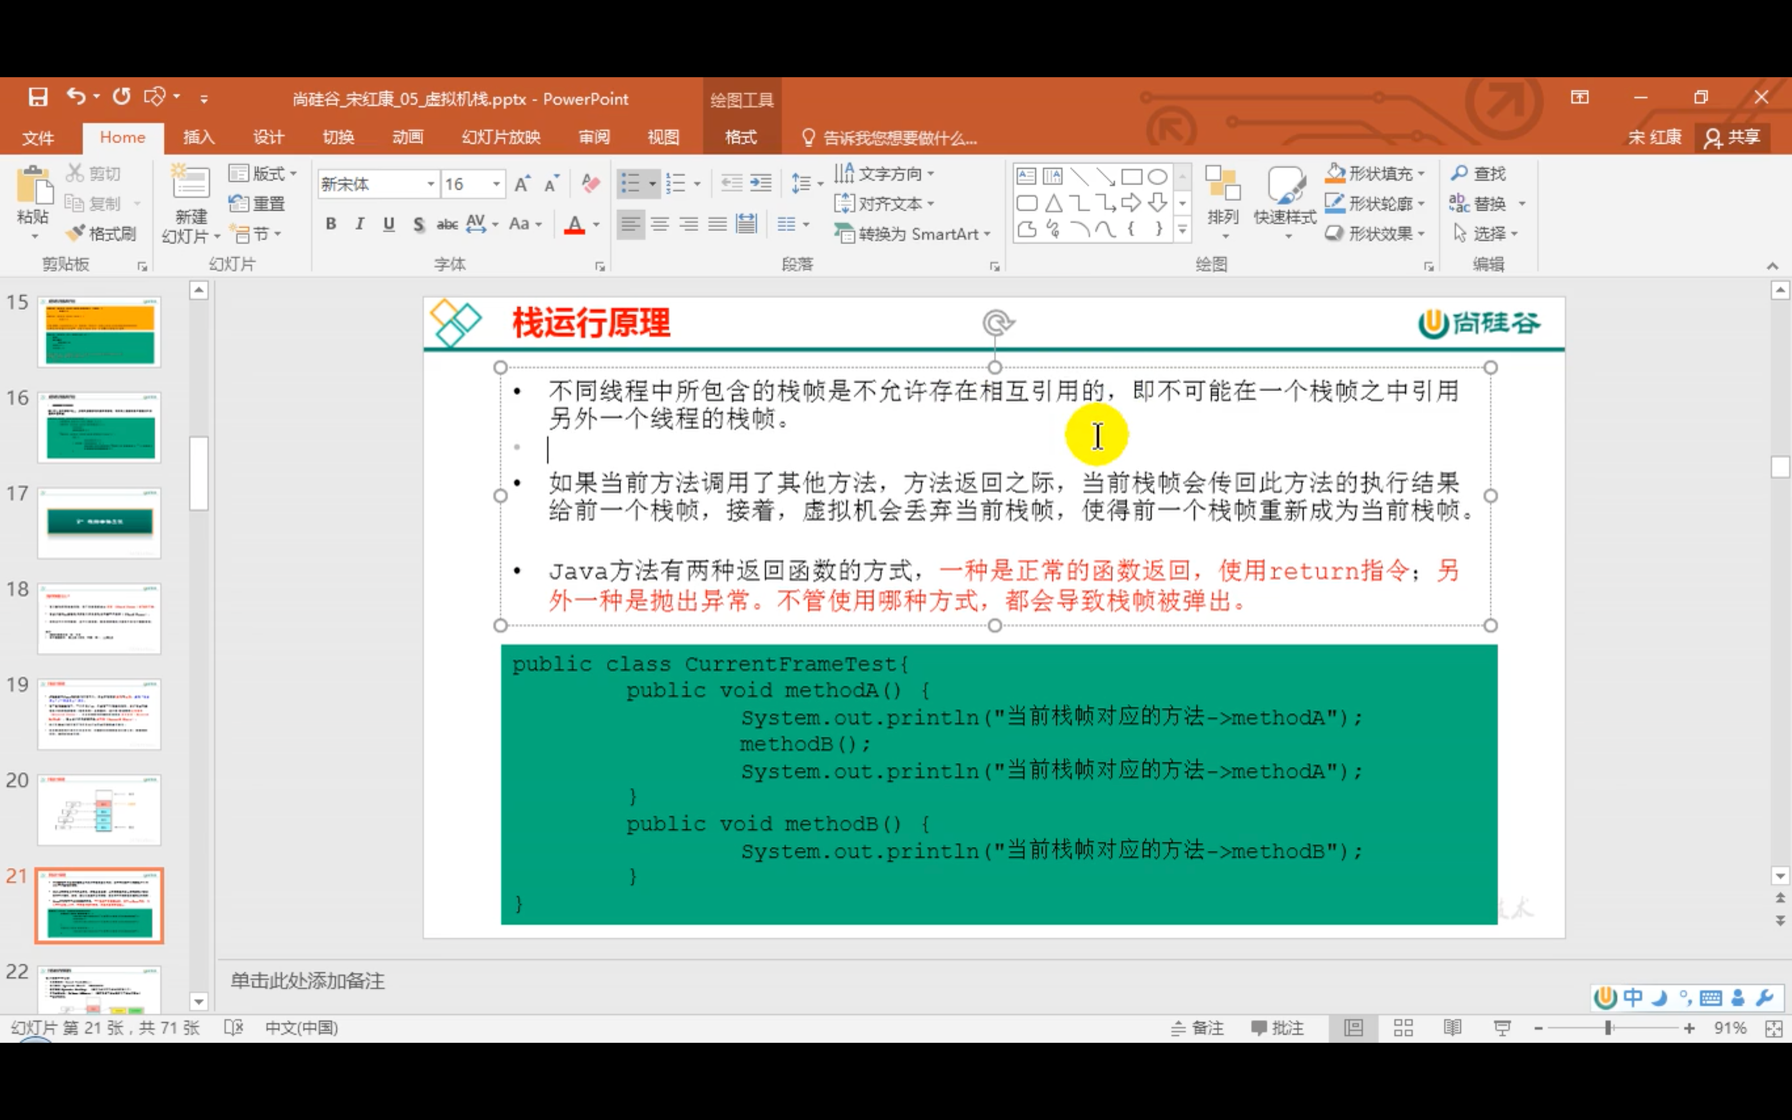 尚硅谷_宋红康_05_虚拟机栈.pptx - PowerPoint
绘图工具
文件
Home
插入
设计
切换
动画
幻灯片放映
审阅
视图
格式
告诉我您想要做什么...
宋 红康
共享
粘贴
剪切
复制
格式刷
剪贴板
新建
幻灯片
版式
重置
节
幻灯片
新宋体
16
B I U S abc AV Aa A
字体
文字方向
对齐文本
转换为 SmartArt
段落
排列
快速样式
形状填充
形状轮廓
形状效果
绘图
查找
替换
选择
编辑
15
16
17
18
19
20
21
22
栈运行原理
尚硅谷
• 不同线程中所包含的栈帧是不允许存在相互引用的，即不可能在一个栈帧之中引用
另外一个线程的栈帧。
• 如果当前方法调用了其他方法，方法返回之际，当前栈帧会传回此方法的执行结果
给前一个栈帧，接着，虚拟机会丢弃当前栈帧，使得前一个栈帧重新成为当前栈帧。
• Java方法有两种返回函数的方式，一种是正常的函数返回，使用return指令；另
外一种是抛出异常。不管使用哪种方式，都会导致栈帧被弹出。
public class CurrentFrameTest{
public void methodA() {
System.out.println("当前栈帧对应的方法->methodA");
methodB();
System.out.println("当前栈帧对应的方法->methodA");
}
public void methodB() {
System.out.println("当前栈帧对应的方法->methodB");
}
}
单击此处添加备注
中
幻灯片 第 21 张，共 71 张
中文(中国)
备注
批注
91%